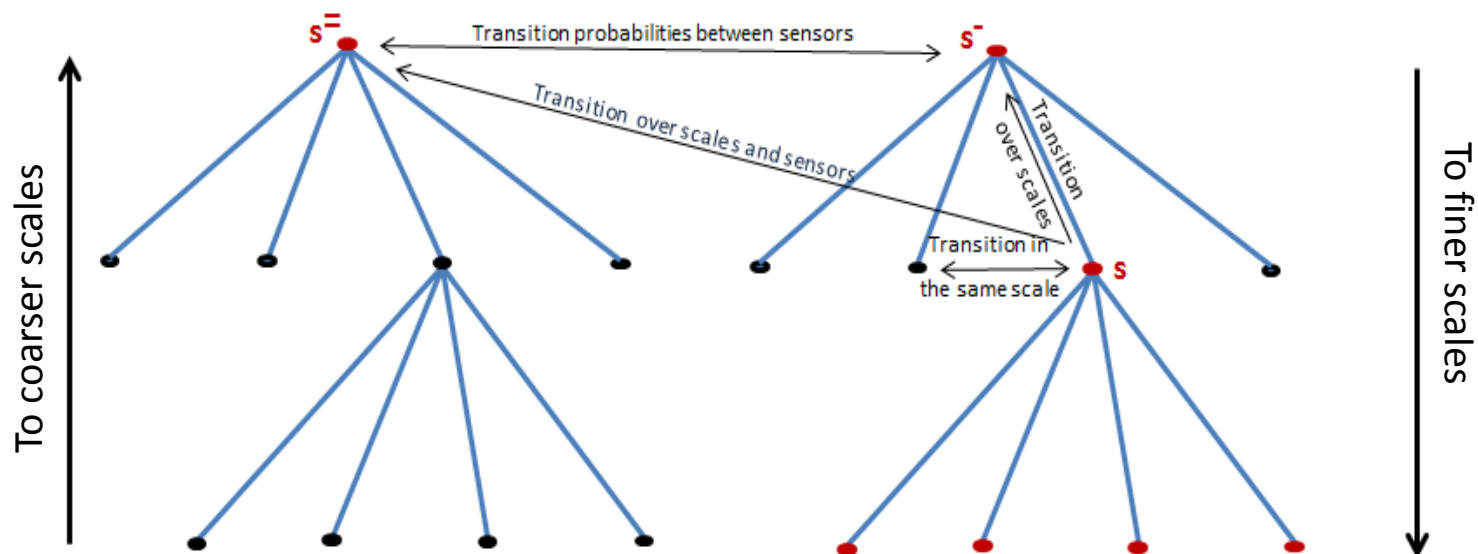 s=
Transition probabilities between sensors
s-
Transition over scales and sensors
Transition
over scales
Transition in
the same scale
s
To coarser scales
To finer scales